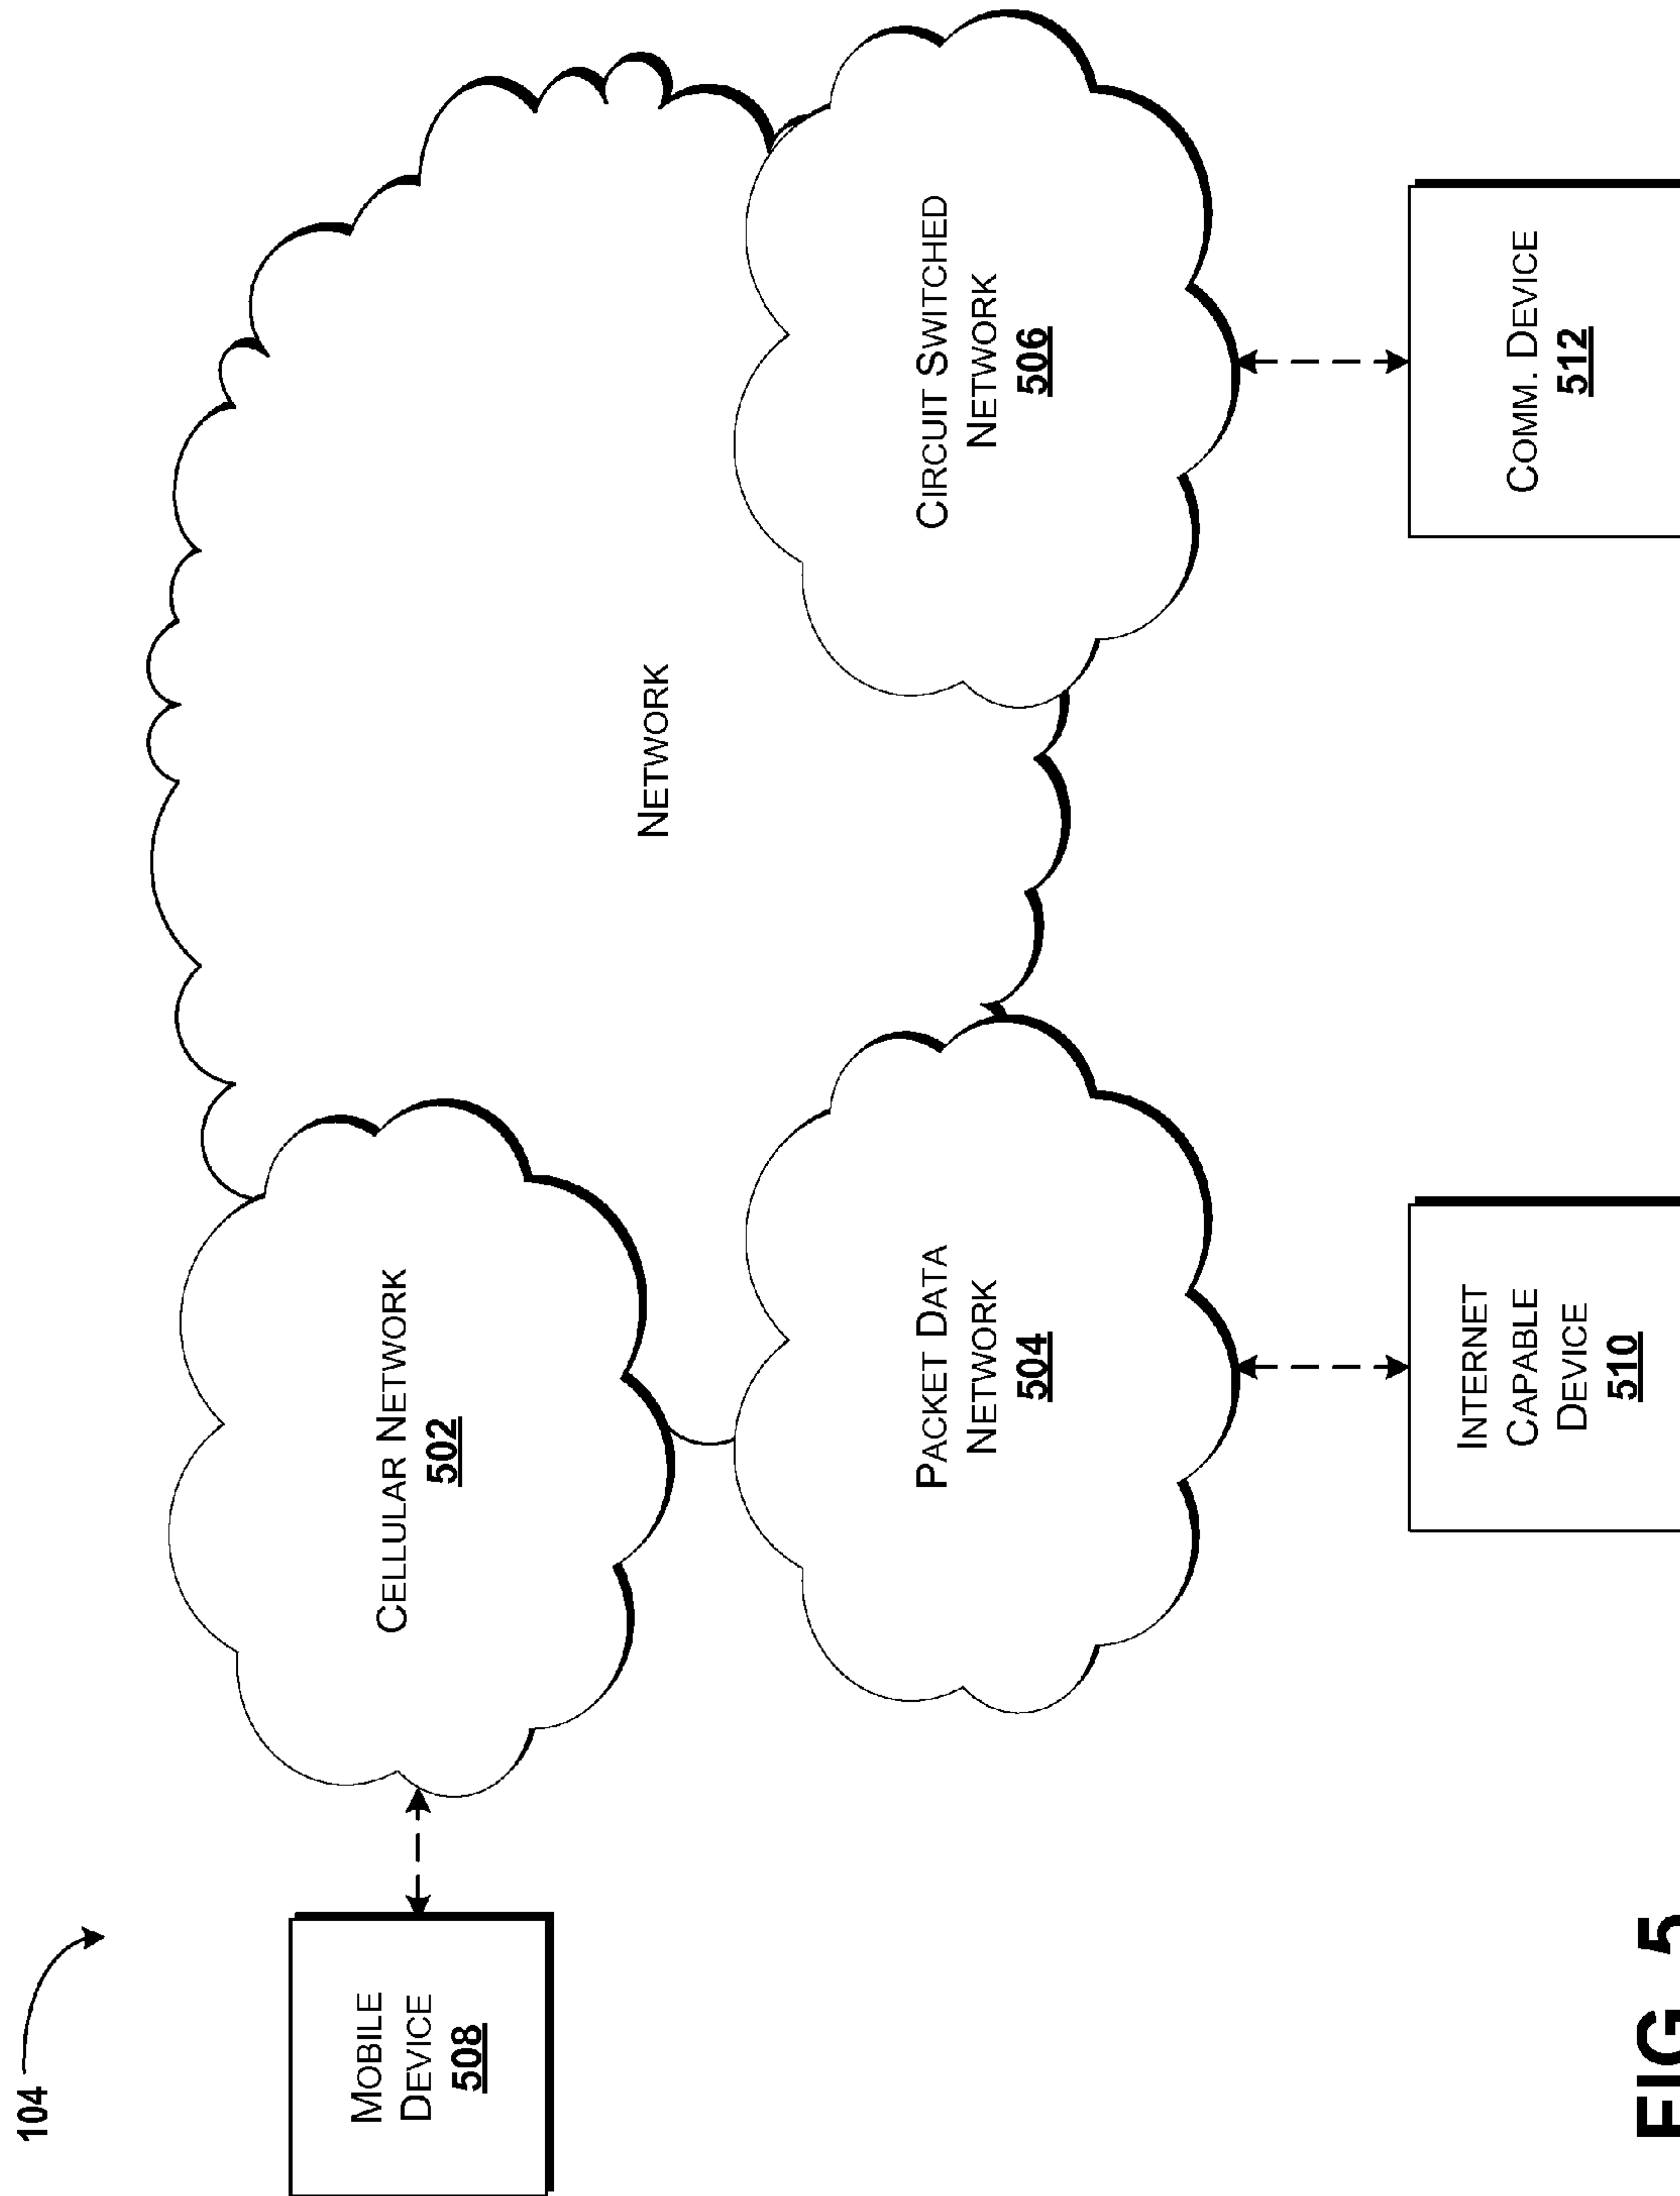 104
MOBILE
DEVICE
508
CELLULAR NETWORK
502
NETWORK
PACKET DATA
NETWORK
504
CIRCUIT SWITCHED
NETWORK
506
INTERNET
CAPABLE
DEVICE
510
COMM. DEVICE
512
FIG. 5